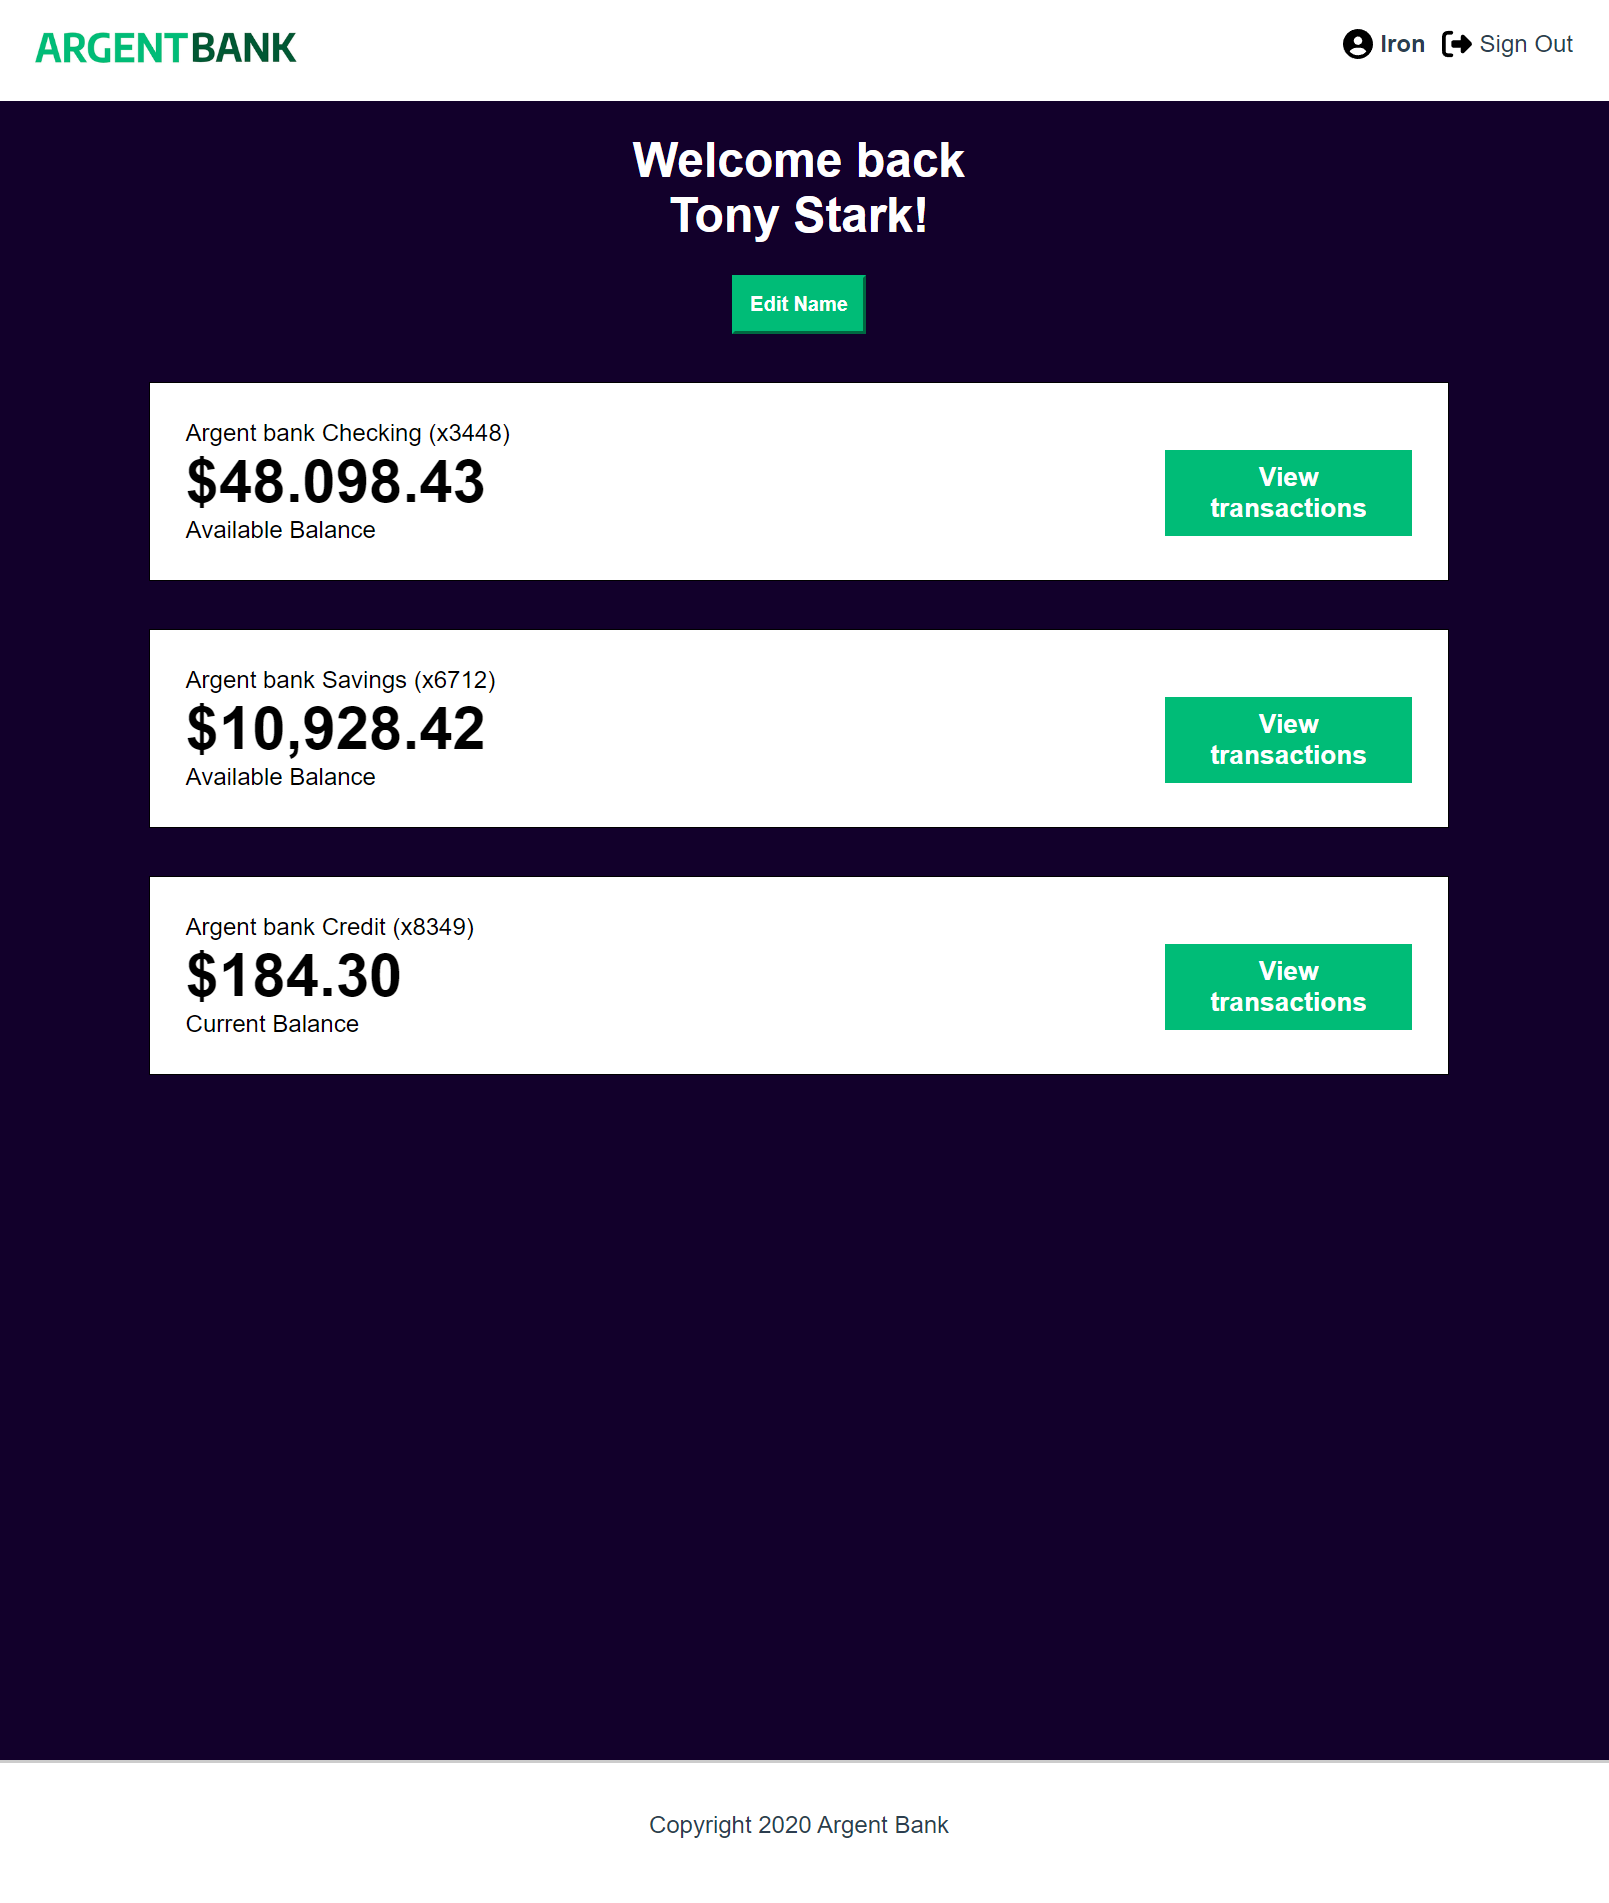 ARGENTBANK
Iron Sign Out
Welcome back
Tony Stark!
Edit Name
Argent bank Checking (x3448)
$48.098.43
Available Balance
View
transactions
Argent bank Savings (x6712)
$10,928.42
Available Balance
View
transactions
Argent bank Credit (x8349)
$184.30
Current Balance
View
transactions
Copyright 2020 Argent Bank